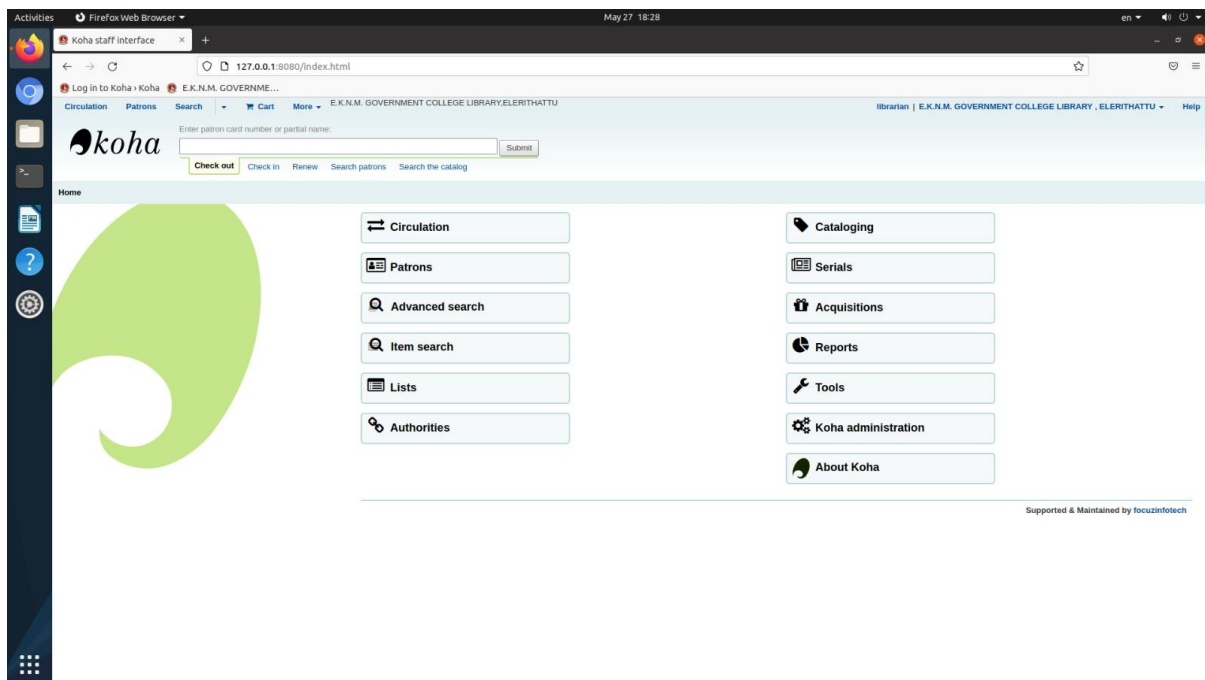 Activities Firefox Web Browser May 27 18:28 en
Koha staff interface × +
127.0.0.1:8080/index.html
Log in to Koha › Koha E.K.N.M. GOVERNME...
Circulation Patrons Search Cart More E.K.N.M. GOVERNMENT COLLEGE LIBRARY,ELERITHATTU librarian | E.K.N.M. GOVERNMENT COLLEGE LIBRARY , ELERITHATTU Help
koha
Enter patron card number or partial name:
Submit
Check out Check in Renew Search patrons Search the catalog
Home
Circulation Cataloging
Patrons Serials
Advanced search Acquisitions
Item search Reports
Lists Tools
Authorities Koha administration
About Koha
Supported & Maintained by focuzinfotech